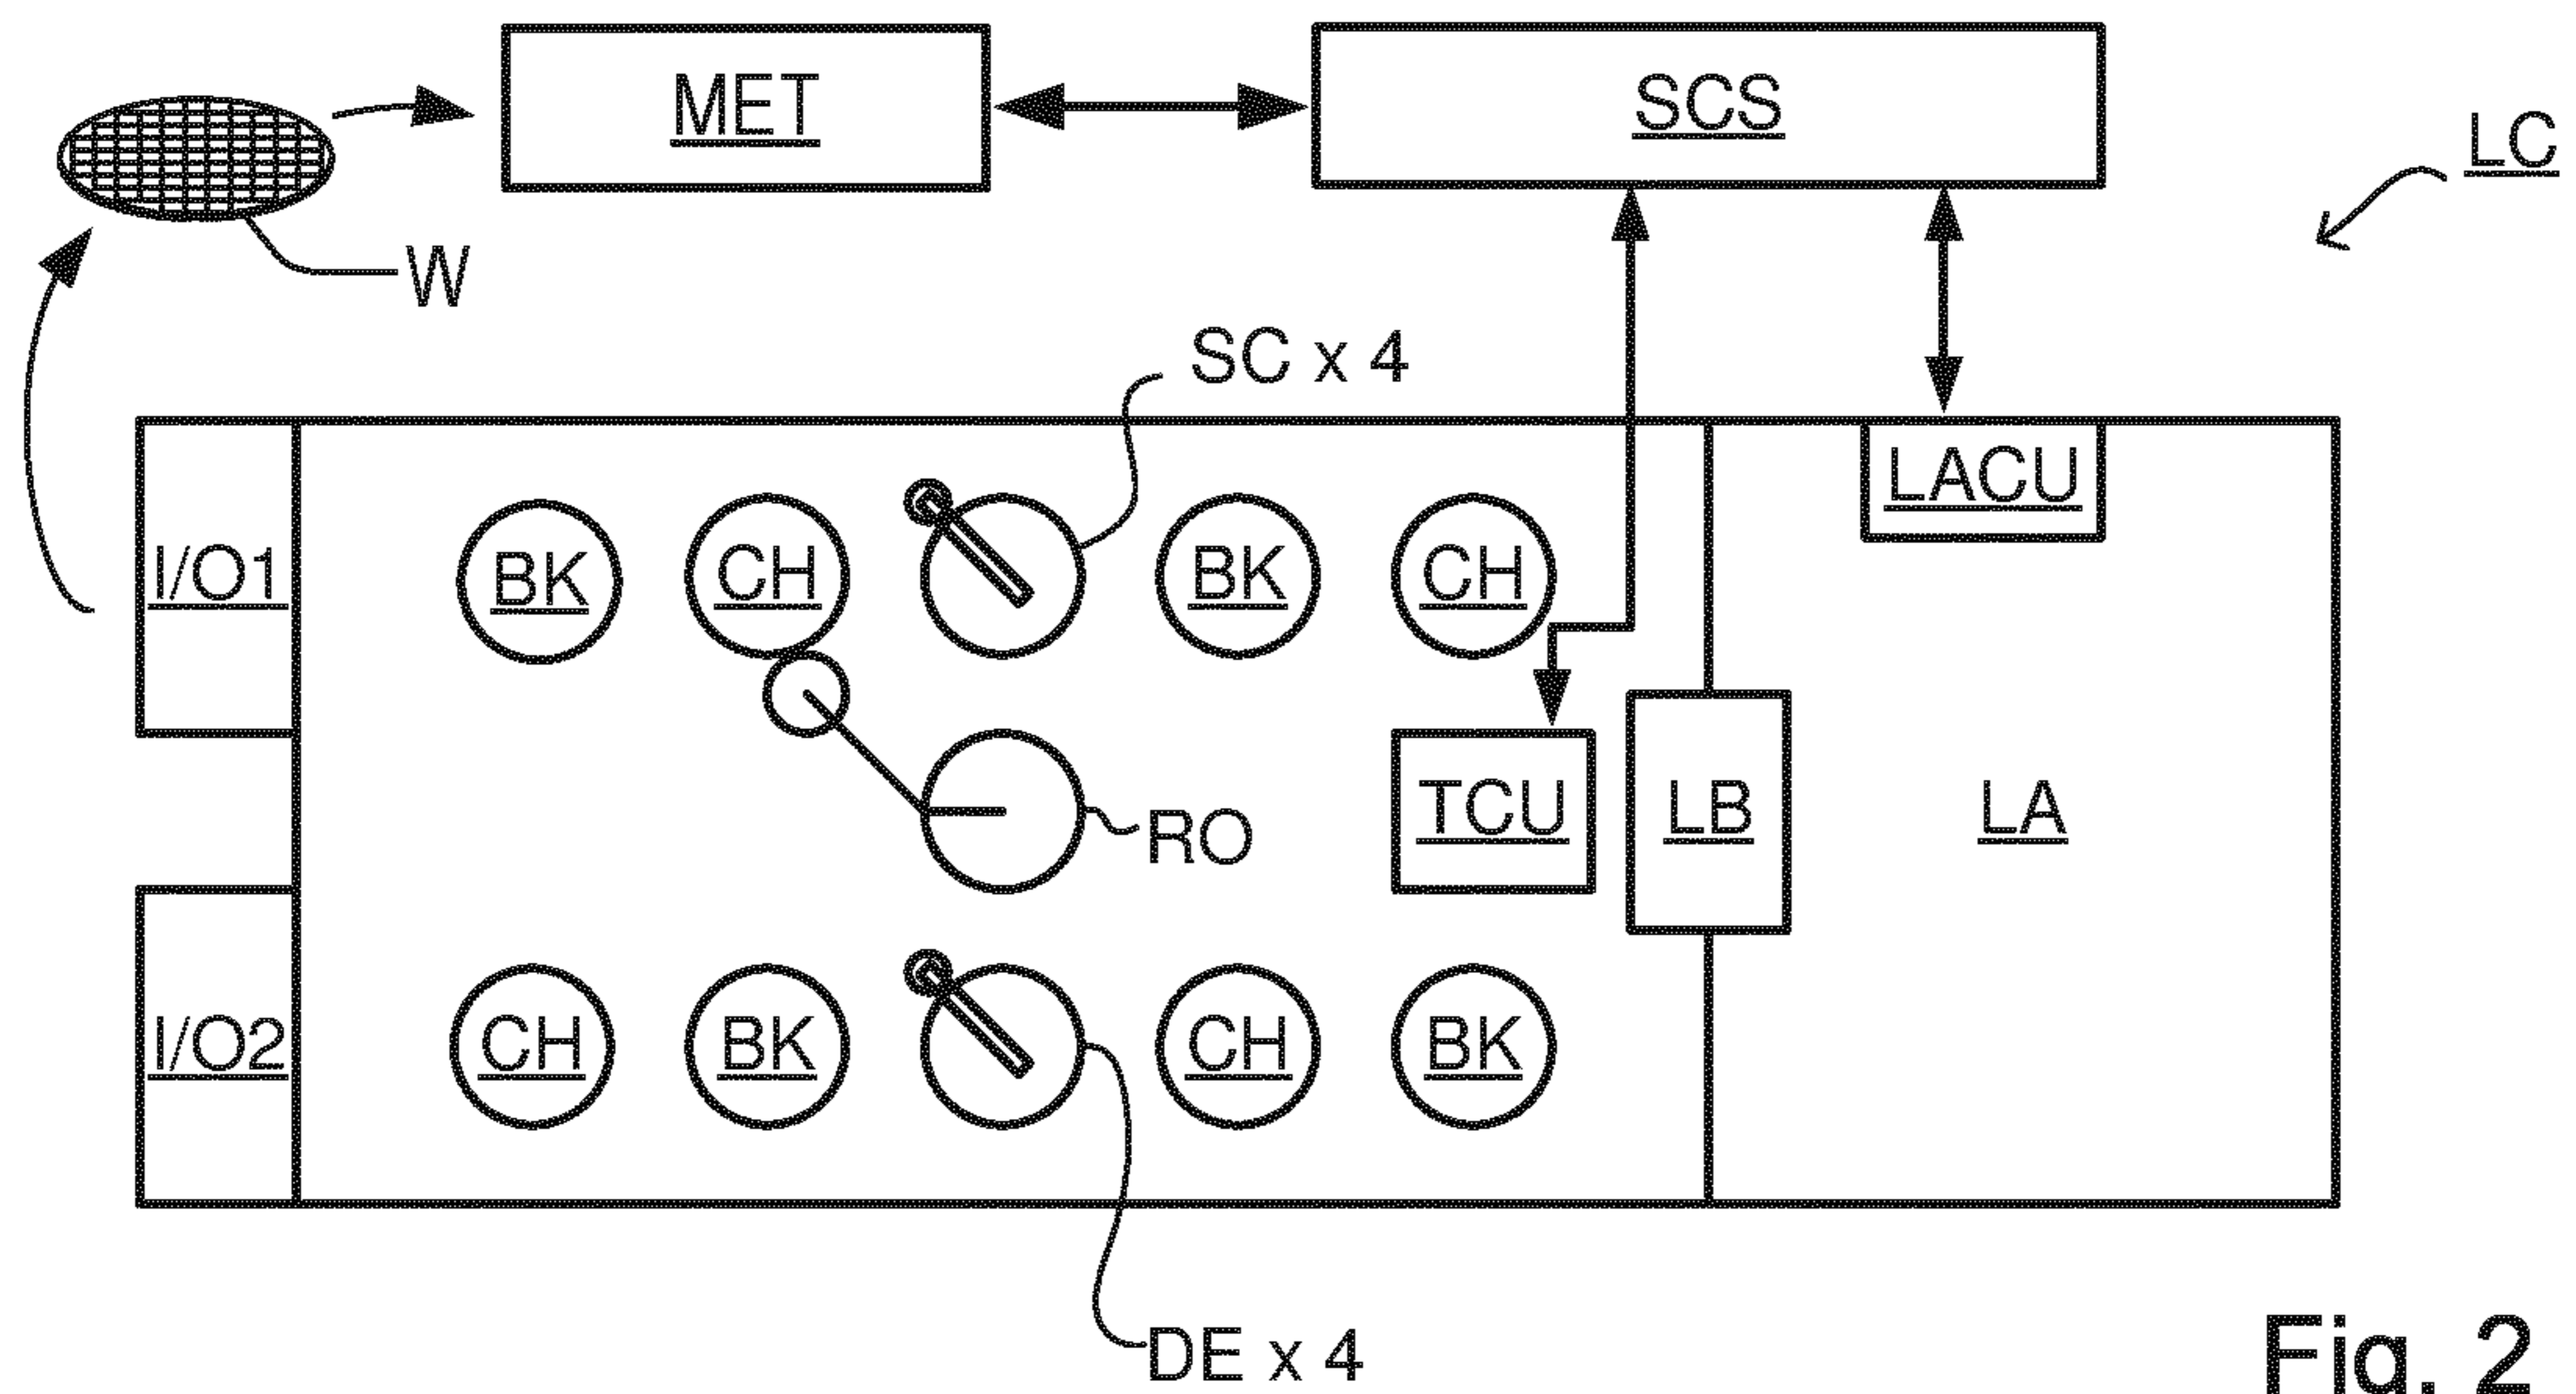 MET
SCS
LC
W
SC x 4
I/O1
BK
CH
BK
CH
LACU
RO
TCU
LB
LA
I/O2
CH
BK
CH
BK
DE x 4
Fig. 2